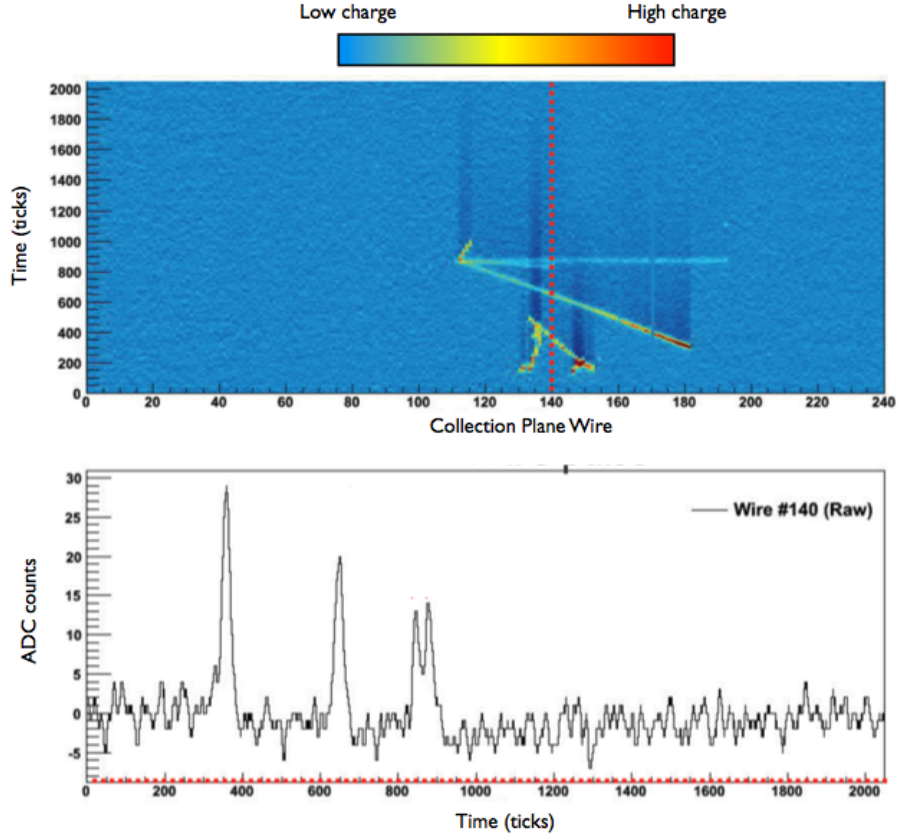 Low charge
High charge
2000
1800
1600
1400
1200
1000
800
600
400
200
0
Time (ticks)
0 20 40 60 80 100 120 140 160 180 200 220 240
Collection Plane Wire
30
25
20
15
10
5
0
-5
ADC counts
Wire #140 (Raw)
0 200 400 600 800 1000 1200 1400 1600 1800 2000
Time (ticks)